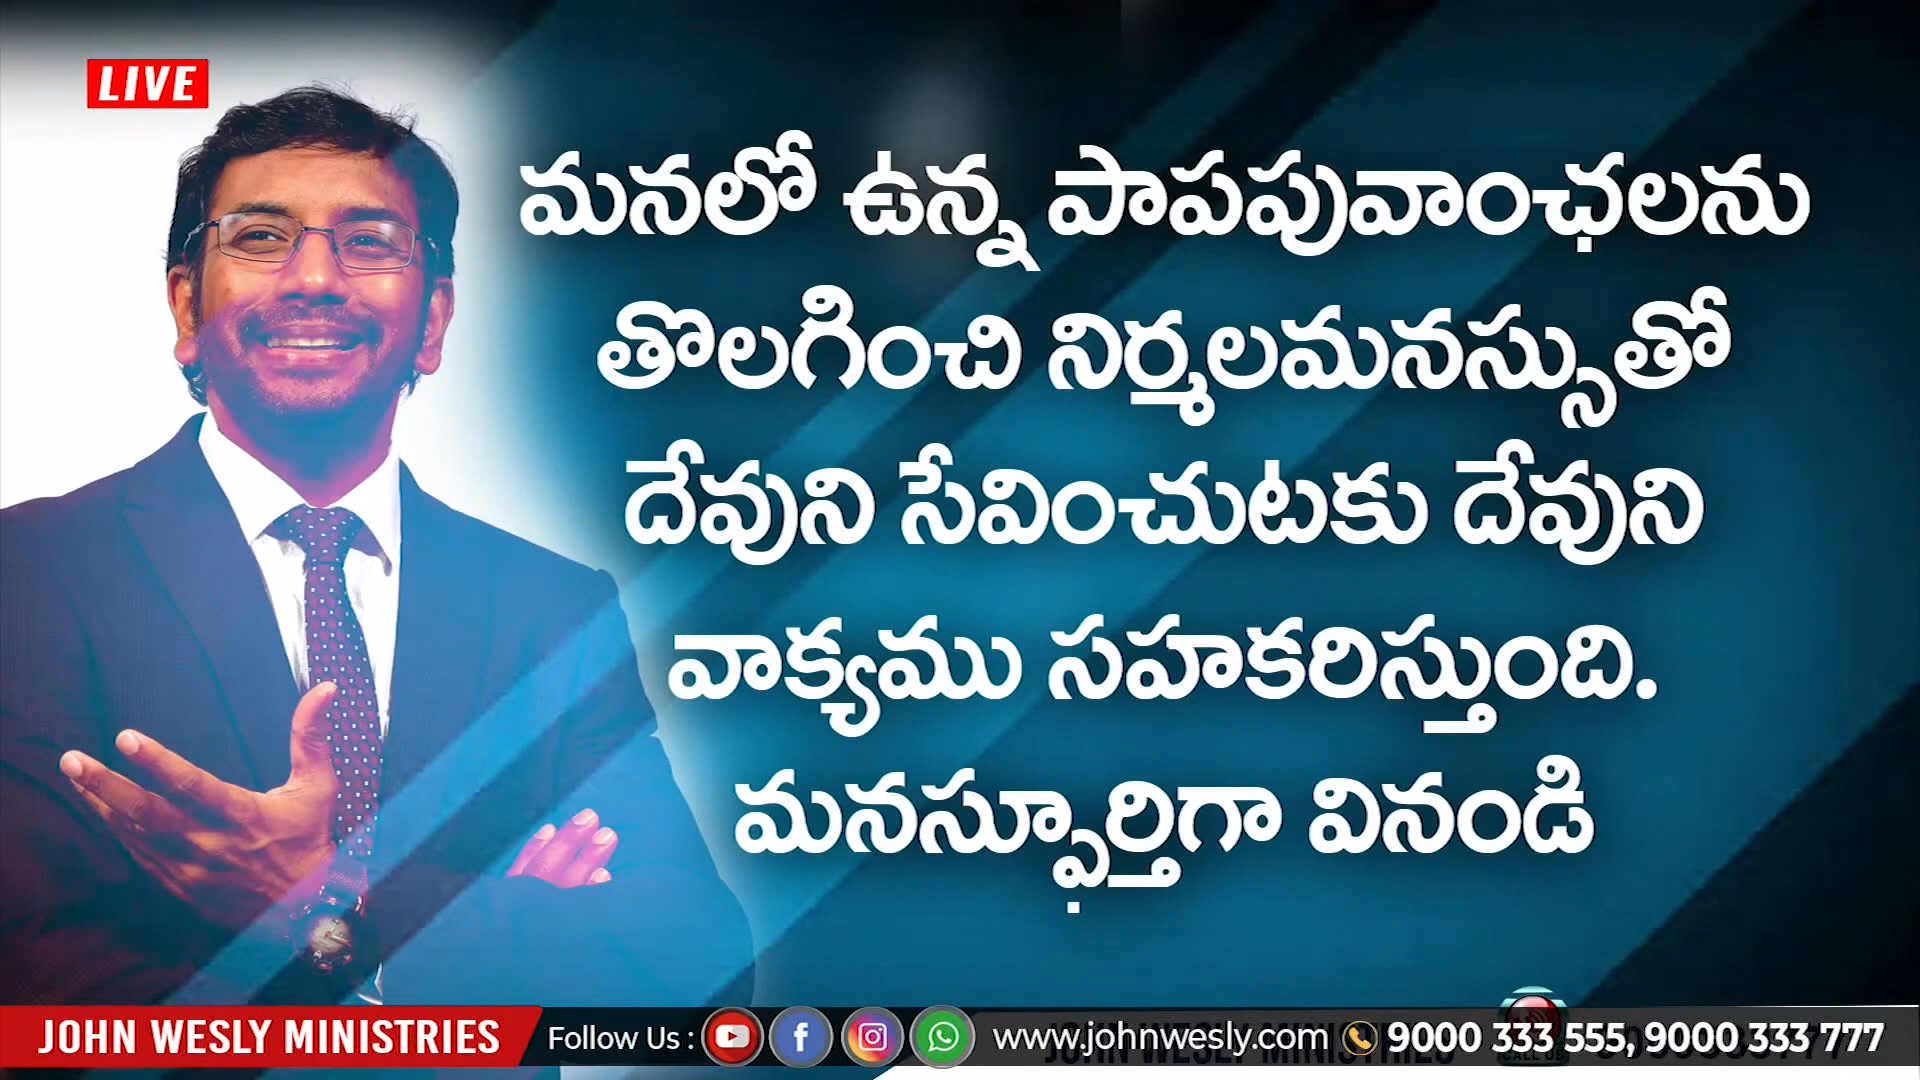 LIVE
మనలో ఉన్న పాపపువాంఛలను
తొలగించి నిర్మలమనస్సుతో
దేవుని సేవించుటకు దేవుని
వాక్యము సహకరిస్తుంది.
మనస్ఫూర్తిగా వినండి
JOHN WESLY MINISTRIES Follow Us : www.johnwesly.com 9000 333 555, 9000 333 777